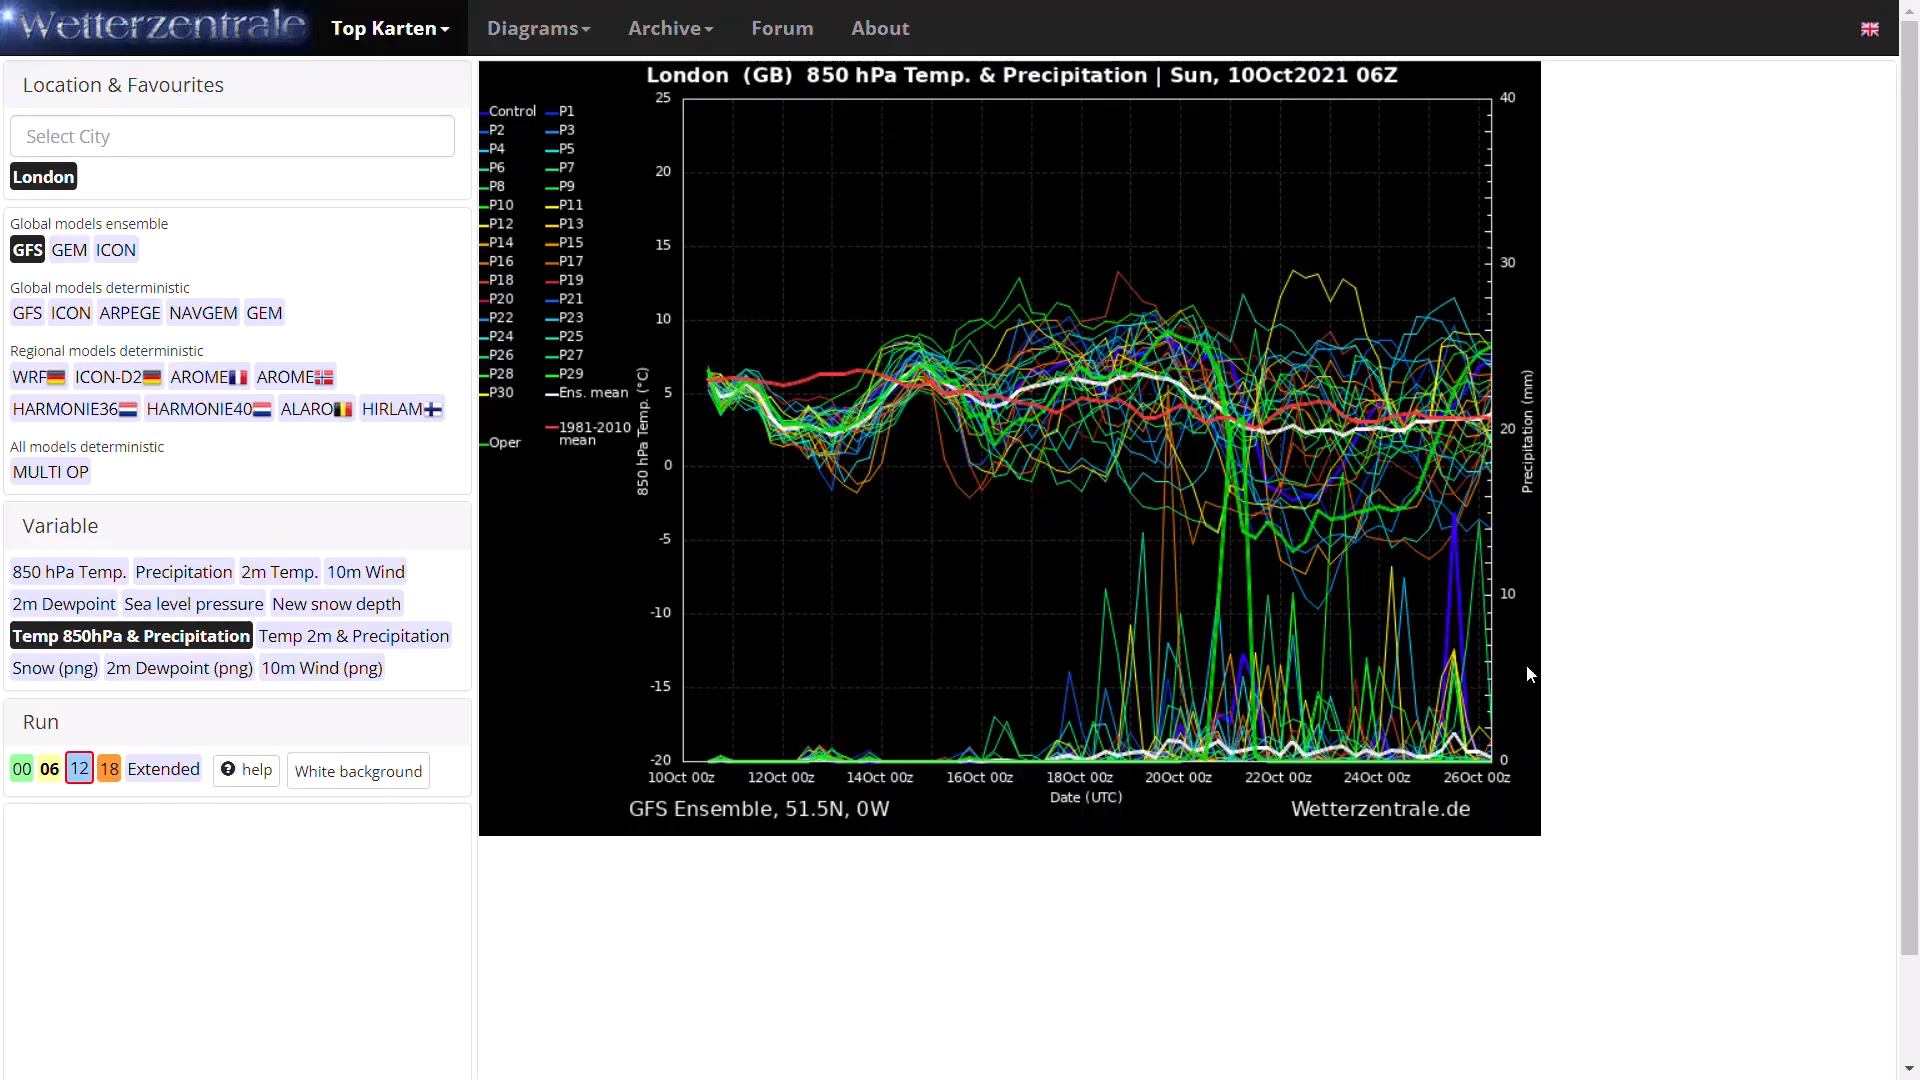 Wetterzentrale
Top Karten Diagrams Archive Forum About
Location & Favourites
Select City
London
Global models ensemble
GFS GEM ICON
Global models deterministic
GFS ICON ARPEGE NAVGEM GEM
Regional models deterministic
WRF ICON-D2 AROME AROME
HARMONIE36 HARMONIE40 ALARO HIRLAM
All models deterministic
MULTI OP
Variable
850 hPa Temp. Precipitation 2m Temp. 10m Wind
2m Dewpoint Sea level pressure New snow depth
Temp 850hPa & Precipitation Temp 2m & Precipitation
Snow (png) 2m Dewpoint (png) 10m Wind (png)
Run
00 06 12 18 Extended help White background
London (GB) 850 hPa Temp. & Precipitation | Sun, 10Oct2021 06Z
Control P1
P2 P3
P4 P5
P6 P7
P8 P9
P10 P11
P12 P13
P14 P15
P16 P17
P18 P19
P20 P21
P22 P23
P24 P25
P26 P27
P28 P29
P30 Ens. mean
1981-2010
mean
Oper
850 hPa Temp. (°C)
25
20
15
10
5
0
-5
-10
-15
-20
40
30
20
10
0
Precipitation (mm)
10Oct 00z 12Oct 00z 14Oct 00z 16Oct 00z 18Oct 00z 20Oct 00z 22Oct 00z 24Oct 00z 26Oct 00z
Date (UTC)
GFS Ensemble, 51.5N, 0W Wetterzentrale.de